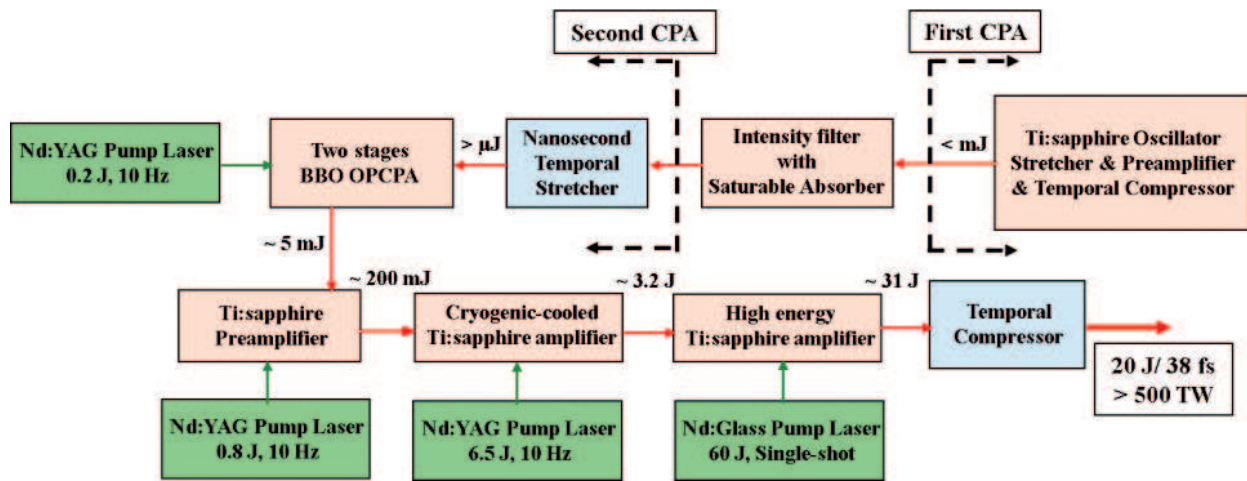 Second CPA
First CPA
Nd:YAG Pump Laser
0.2 J, 10 Hz
Two stages
BBO OPCPA
> μJ
Nanosecond
Temporal
Stretcher
Intensity filter
with
Saturable Absorber
< mJ
Ti:sapphire Oscillator
Stretcher & Preamplifier
& Temporal Compressor
~ 5 mJ
~ 200 mJ
~ 3.2 J
~ 31 J
Ti:sapphire
Preamplifier
Cryogenic-cooled
Ti:sapphire amplifier
High energy
Ti:sapphire amplifier
Temporal
Compressor
20 J/ 38 fs
> 500 TW
Nd:YAG Pump Laser
0.8 J, 10 Hz
Nd:YAG Pump Laser
6.5 J, 10 Hz
Nd:Glass Pump Laser
60 J, Single-shot